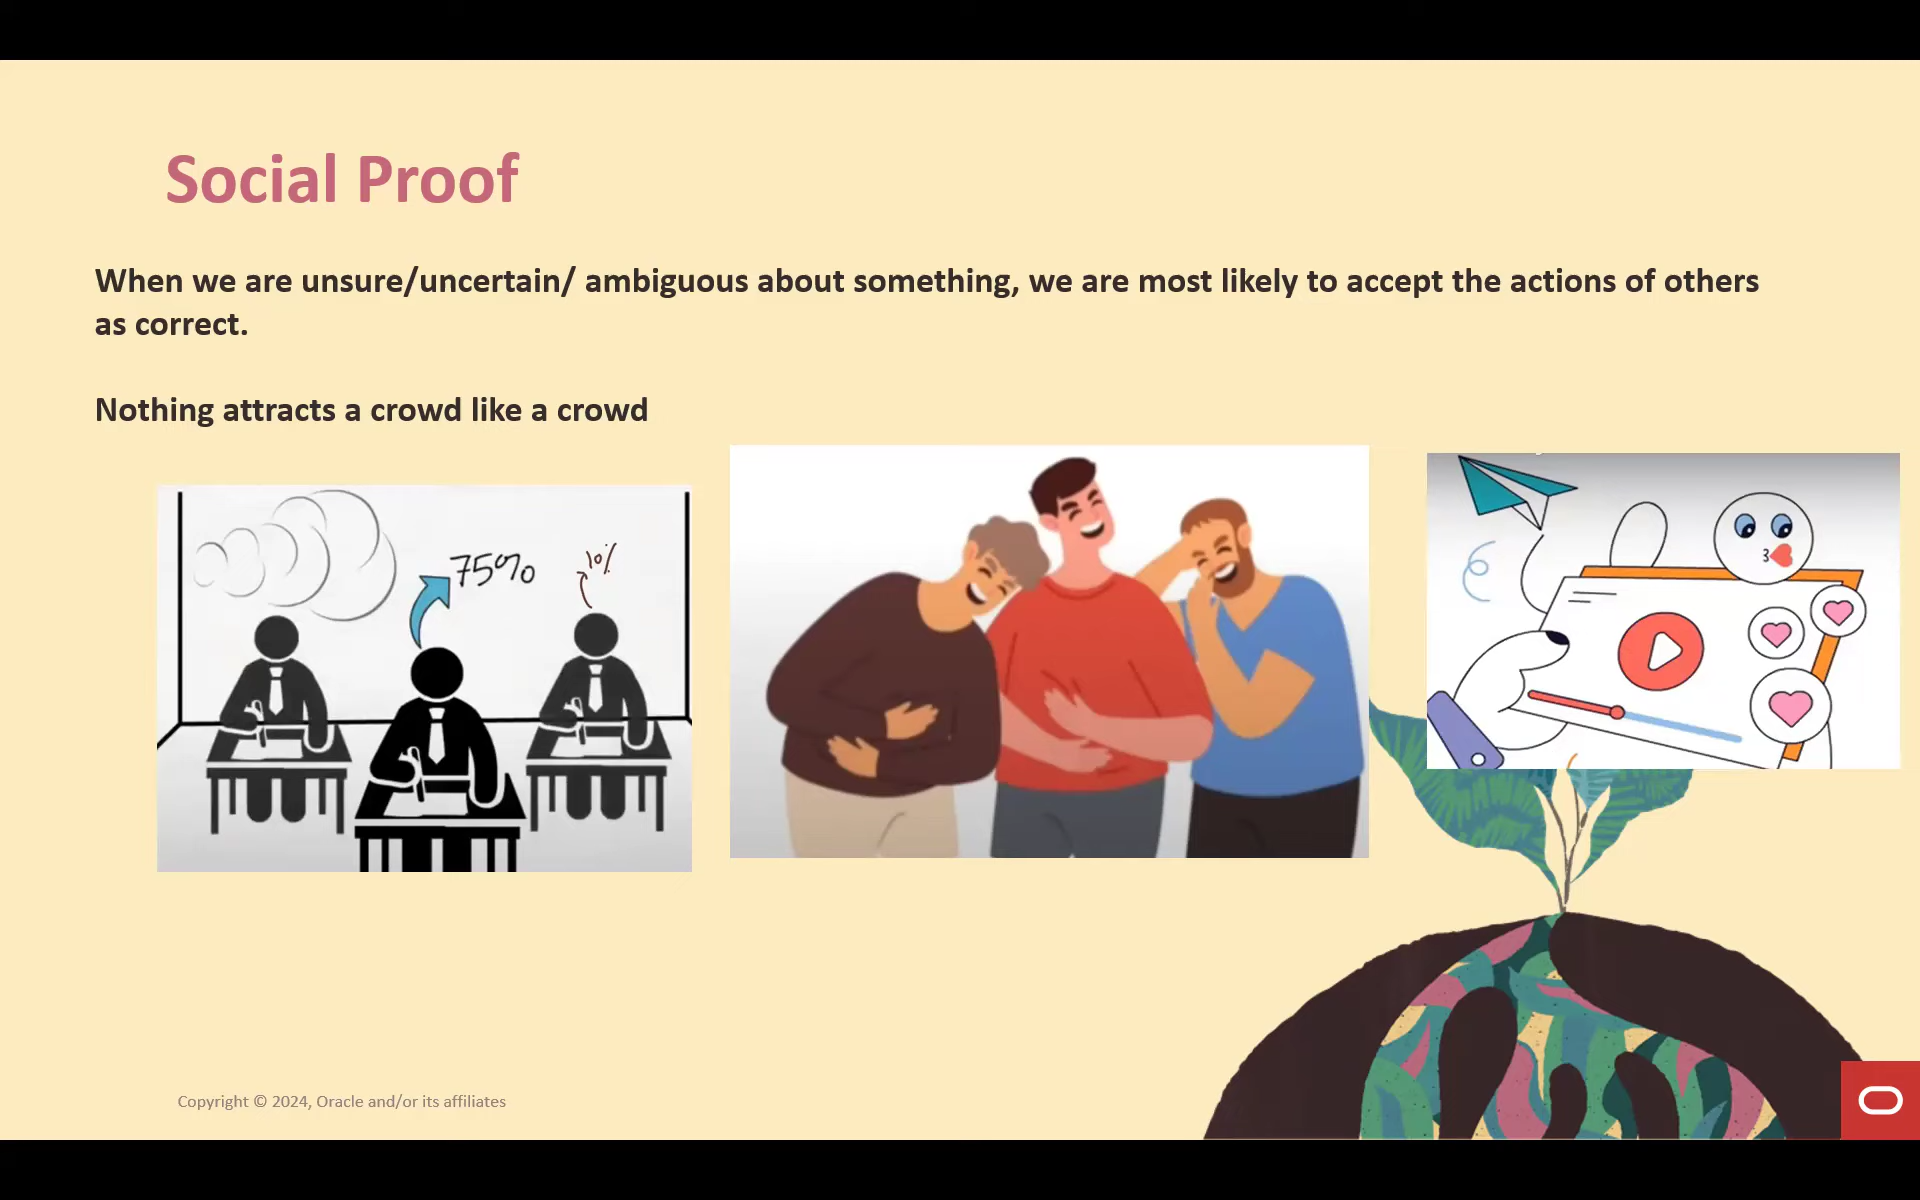 Social Proof
When we are unsure/uncertain/ ambiguous about something, we are most likely to accept the actions of others
as correct.
Nothing attracts a crowd like a crowd
75%
10%
Copyright © 2024, Oracle and/or its affiliates